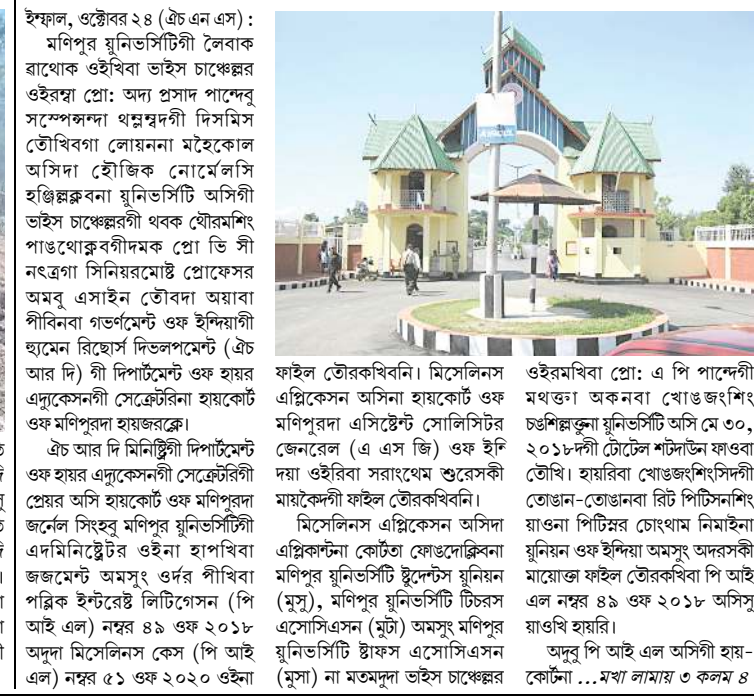 ইম্ফাল, ওক্টোবর ২৪ (ঐচ এন এস) :
মণিপুর য়ুনিভর্সিটিগী লৈবাক
ৱাথোক ওইখিবা ভাইস চাঞ্চেল্লর
ওইরম্বা প্রো: অদ্য প্রসাদ পান্দেবু
সস্পেন্সন্দা থম্লম্বদগী দিসমিস
তৌখিবগা লোয়ননা মহৈকোল
অসিদা হৌজিক নোর্মেলসি
হঞ্জিল্লক্লবনা য়ুনিভর্সিটি অসিগী
ভাইস চাঞ্চেল্লরগী থবক থৌরমশিং
পাঙথোক্লবগীদমক প্রো ভি সী
নৎত্রগা সিনিয়রমোষ্ট প্রোফেসর
অমবু এসাইন তৌবদা অয়াবা
পীবিনবা গভর্ণমেন্ট ওফ ইন্দিয়াগী
হ্যুমেন রিছোর্স দিভলপমেন্ট (ঐচ
আর দি) গী দিপার্টমেন্ট ওফ হায়র
এদ্যুকেসনগী সেক্রেটরিনা হায়কোর্ট
ওফ মণিপুরদা হায়জরক্লে।
ঐচ আর দি মিনিষ্ট্রিগী দিপার্টমেন্ট
ওফ হায়র এদ্যুকেসনগী সেক্রেটরিগী
প্রেয়র অসি হায়কোর্ট ওফ মণিপুরদা
জর্নেল সিংহবু মণিপুর য়ুনিভর্সিটিগী
এদমিনিষ্ট্রেটর ওইনা হাপখিবা
জজমেন্ট অমসুং ওর্দর পীখিবা
পব্লিক ইন্টরেষ্ট লিটিগেসন (পি
আই এল) নম্বর ৪৯ ওফ ২০১৮
অদুদা মিসেলিনস কেস (পি আই
এল) নম্বর ৫১ ওফ ২০২০ ওইনা
ফাইল তৌরকখিবনি। মিসেলিনস
এপ্লিকেসন অসিনা হায়কোর্ট ওফ
মণিপুরদা এসিষ্টেন্ট সোলিসিটর
জেনরেল (এ এস জি) ওফ ইন্দি
দয়া ওইরিবা সরাংথেম শুরেসকী
মায়কৈদগী ফাইল তৌরকখিবনি।
মিসেলিনস এপ্লিকেসন অসিদা
এপ্লিকান্টনা কোর্টতা ফোঙদোক্লিবনা
মণিপুর য়ুনিভর্সিটি ষ্টুদেন্টস য়ুনিয়ন
(মুসু), মণিপুর য়ুনিভর্সিটি টিচরস
এসোসিএসন (মুটা) অমসুং মণিপুর
য়ুনিভর্সিটি ষ্টাফস এসোসিএসন
(মুসা) না মতমদুদা ভাইস চাঞ্চেল্লর
ওইরমখিবা প্রো: এ পি পান্দেগী
মথক্তা অকনবা খোঙজংশিং
চঙশিল্লক্তুনা য়ুনিভর্সিটি অসি মে ৩০,
২০১৮দগী টোটেল শটদাউন ফাওবা
তৌখি। হায়রিবা খোঙজংশিংসিদগী
তোঙান-তোঙানবা রিট পিটিসনশিং
য়াওনা পিটিস্নর চোংথাম নিমাইনা
য়ুনিয়ন ওফ ইন্দিয়া অমসুং অদরসকী
মায়োক্তা ফাইল তৌরকখিবা পি আই
এল নম্বর ৪৯ ওফ ২০১৮ অসিসু
য়াওখি হায়রি।
অদুবু পি আই এল অসিগী হায়-
কোর্টনা ...মখা লামায় ৩ কলম ৪